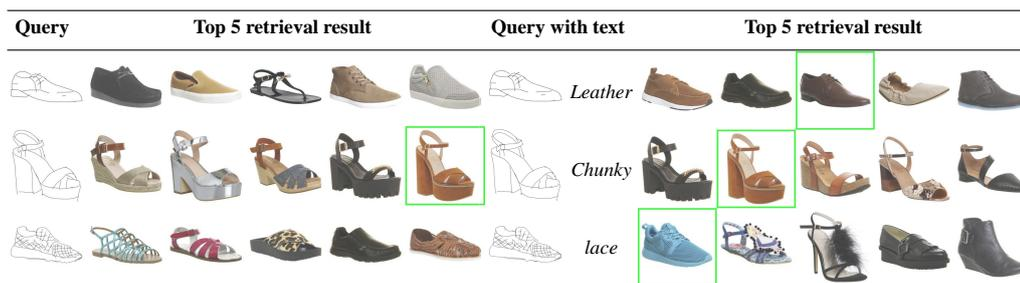 Query Top 5 retrieval result Query with text Top 5 retrieval result
Leather
Chunky
lace